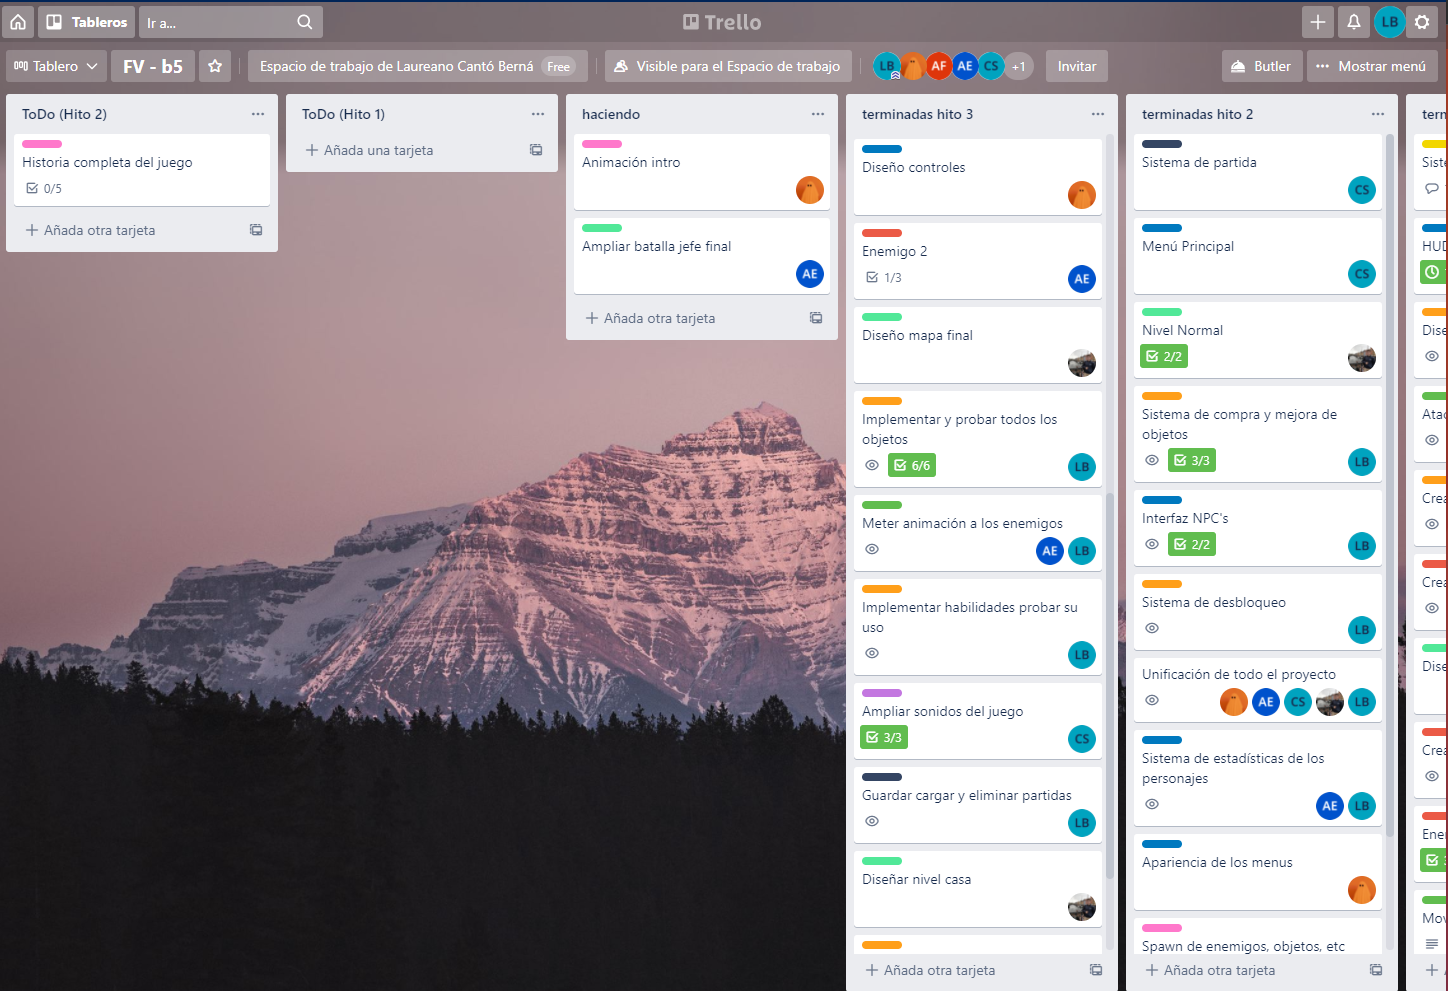 Tableros
Ir a...
Trello
LB
Tablero
FV - b5
Espacio de trabajo de Laureano Cantó Berná
Free
Visible para el Espacio de trabajo
LB
AF
AE
CS
+1
Invitar
Butler
Mostrar menú
ToDo (Hito 2)
Historia completa del juego
0/5
Añada otra tarjeta
ToDo (Hito 1)
Añada una tarjeta
haciendo
Animación intro
Ampliar batalla jefe final
AE
Añada otra tarjeta
terminadas hito 3
Diseño controles
Enemigo 2
1/3
AE
Diseño mapa final
Implementar y probar todos los
objetos
6/6
LB
Meter animación a los enemigos
AE
LB
Implementar habilidades probar su
uso
LB
Ampliar sonidos del juego
3/3
CS
Guardar cargar y eliminar partidas
LB
Diseñar nivel casa
Añada otra tarjeta
terminadas hito 2
Sistema de partida
CS
Menú Principal
CS
Nivel Normal
2/2
Sistema de compra y mejora de
objetos
3/3
LB
Interfaz NPC's
2/2
LB
Sistema de desbloqueo
LB
Unificación de todo el proyecto
AE
CS
LB
Sistema de estadísticas de los
personajes
AE
LB
Apariencia de los menus
Spawn de enemigos, objetos, etc
Añada otra tarjeta
tern
Siste
HUD
Dise
Atac
Crea
Crea
Dise
Crea
Ene
Mov